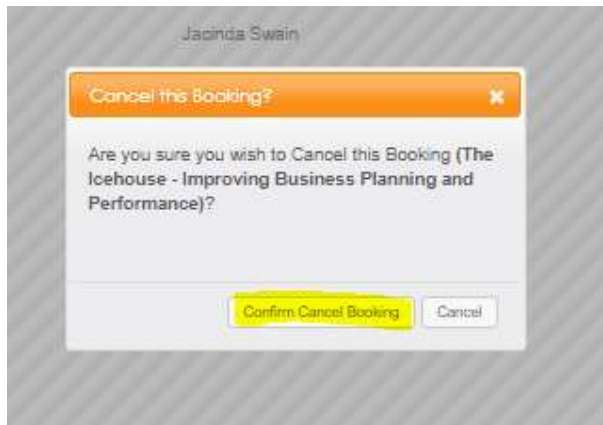 Jacinda Swain
Cancel this Booking?
Are you sure you wish to Cancel this Booking (The
Icehouse - Improving Business Planning and
Performance)?
Confirm Cancel Booking
Cancel